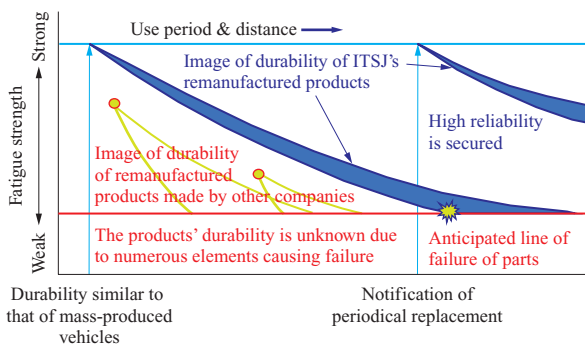 Use period & distance
Strong
Fatigue strength
Weak
Image of durability of ITSJ's
remanufactured products
High reliability
is secured
Image of durability
of remanufactured
products made by other companies
The products' durability is unknown due
to numerous elements causing failure
Anticipated line of
failure of parts
Durability similar to
that of mass-produced
vehicles
Notification of
periodical replacement